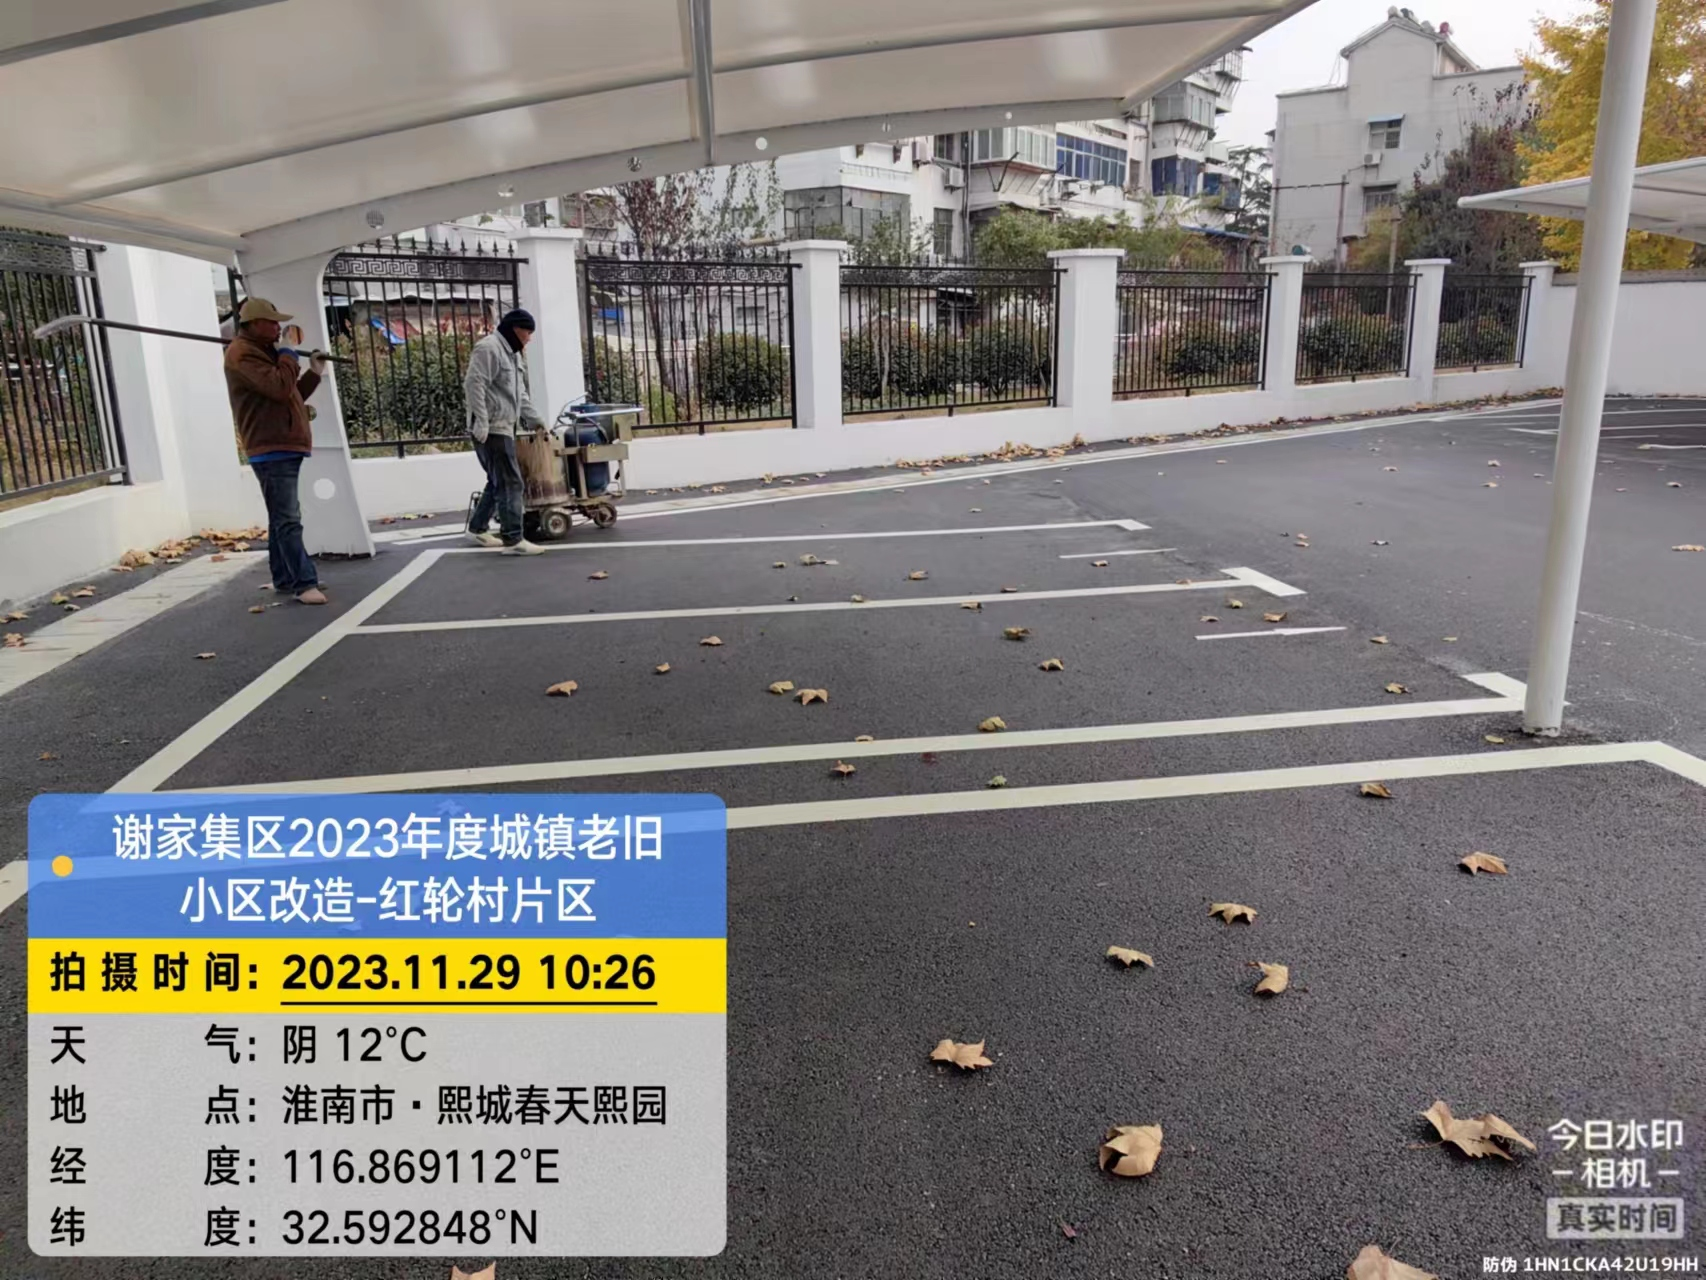 谢家集区2023年度城镇老旧
小区改造-红轮村片区
拍摄时间：2023.11.29 10:26
天气：阴 12°C
地点：淮南市·熙城春天熙园
经度：116.869112°E
纬度：32.592848°N
今日水印
-相机-
真实时间
防伪 1HN1CKA42U19HH